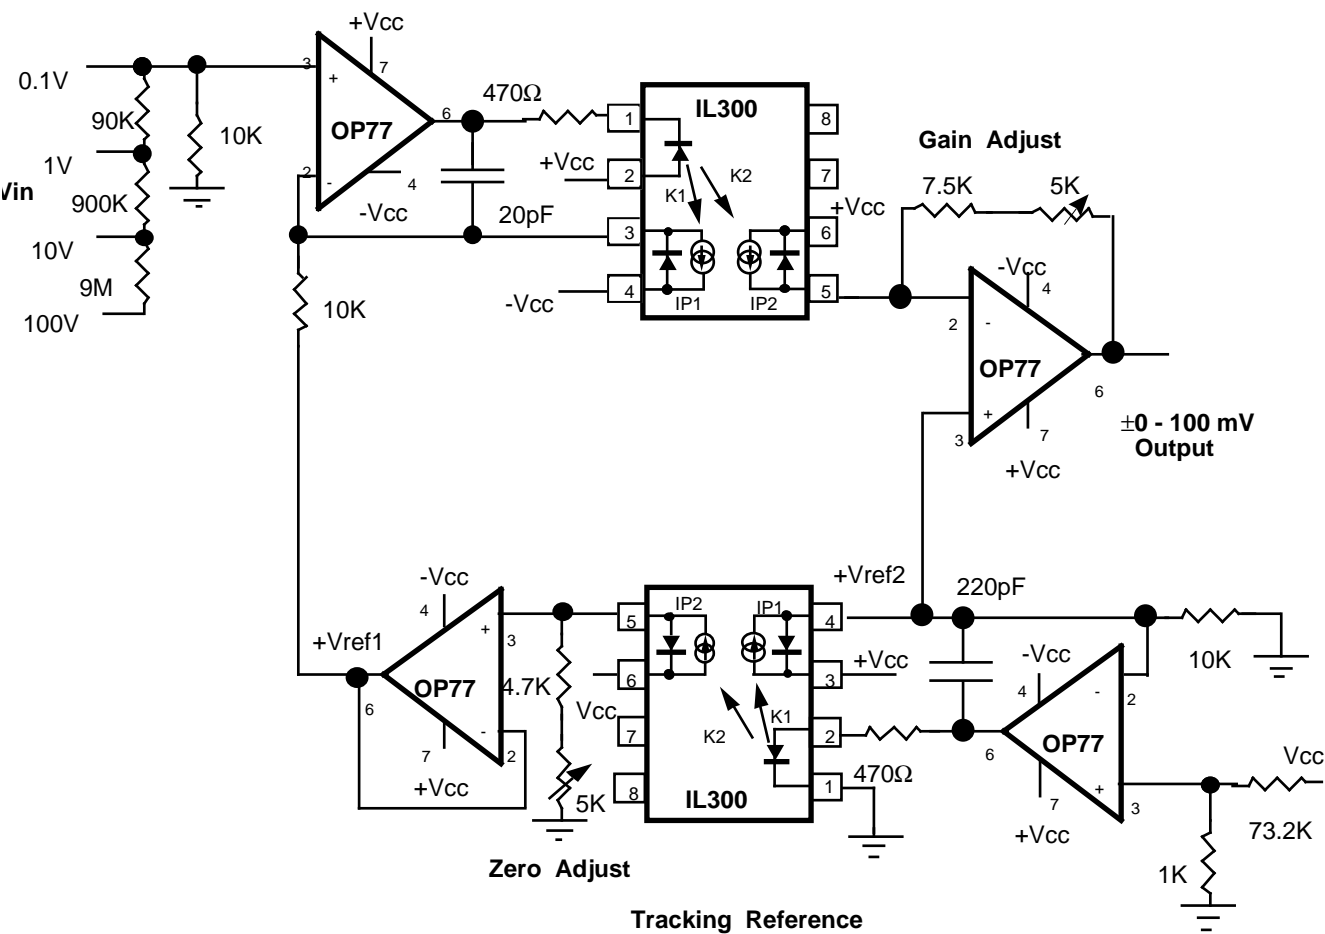 +Vcc
0.1V
3
7
+
OP77
6
470Ω
1
IL300
8
90K
10K
Gain Adjust
1V
2
-
4
+Vcc
2
K1
K2
7
7.5K
5K
Vin
900K
-Vcc
20pF
3
+Vcc
6
10V
9M
100V
10K
-Vcc
4
IP1
IP2
5
-Vcc
4
2
-
OP77
6
+
3
7
±0 - 100 mV
Output
+Vcc
-Vcc
4
+
3
+Vref1
OP77
6
7
-
2
+Vcc
5
IP2
IP1
4
+Vref2
220pF
6
3
+Vcc
10K
4.7K
Vcc
7
K2
K1
2
-Vcc
4
-
2
OP77
6
8
IL300
1
470Ω
5K
+
3
7
+Vcc
Vcc
73.2K
1K
Zero Adjust
Tracking Reference